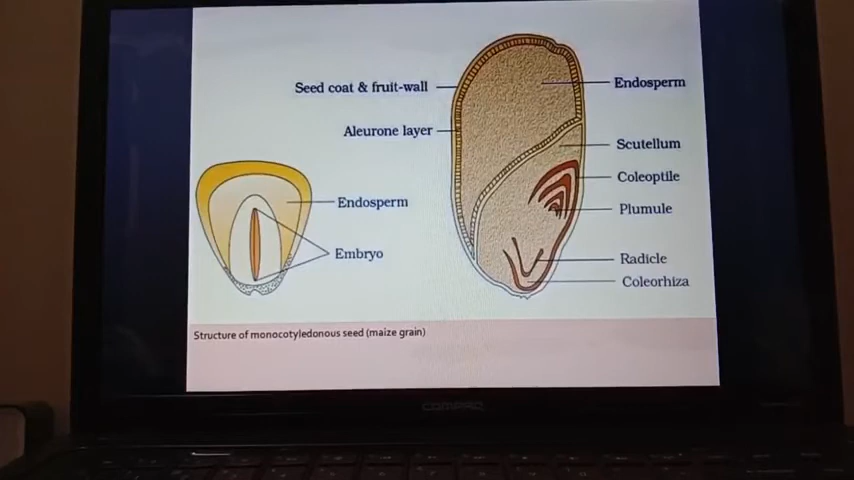 Seed coat & fruit-wall
Aleurone layer
Endosperm
Scutellum
Coleoptile
Plumule
Radicle
Coleorhiza
Endosperm
Embryo
Structure of monocotyledonous seed (maize grain)
COMPAQ